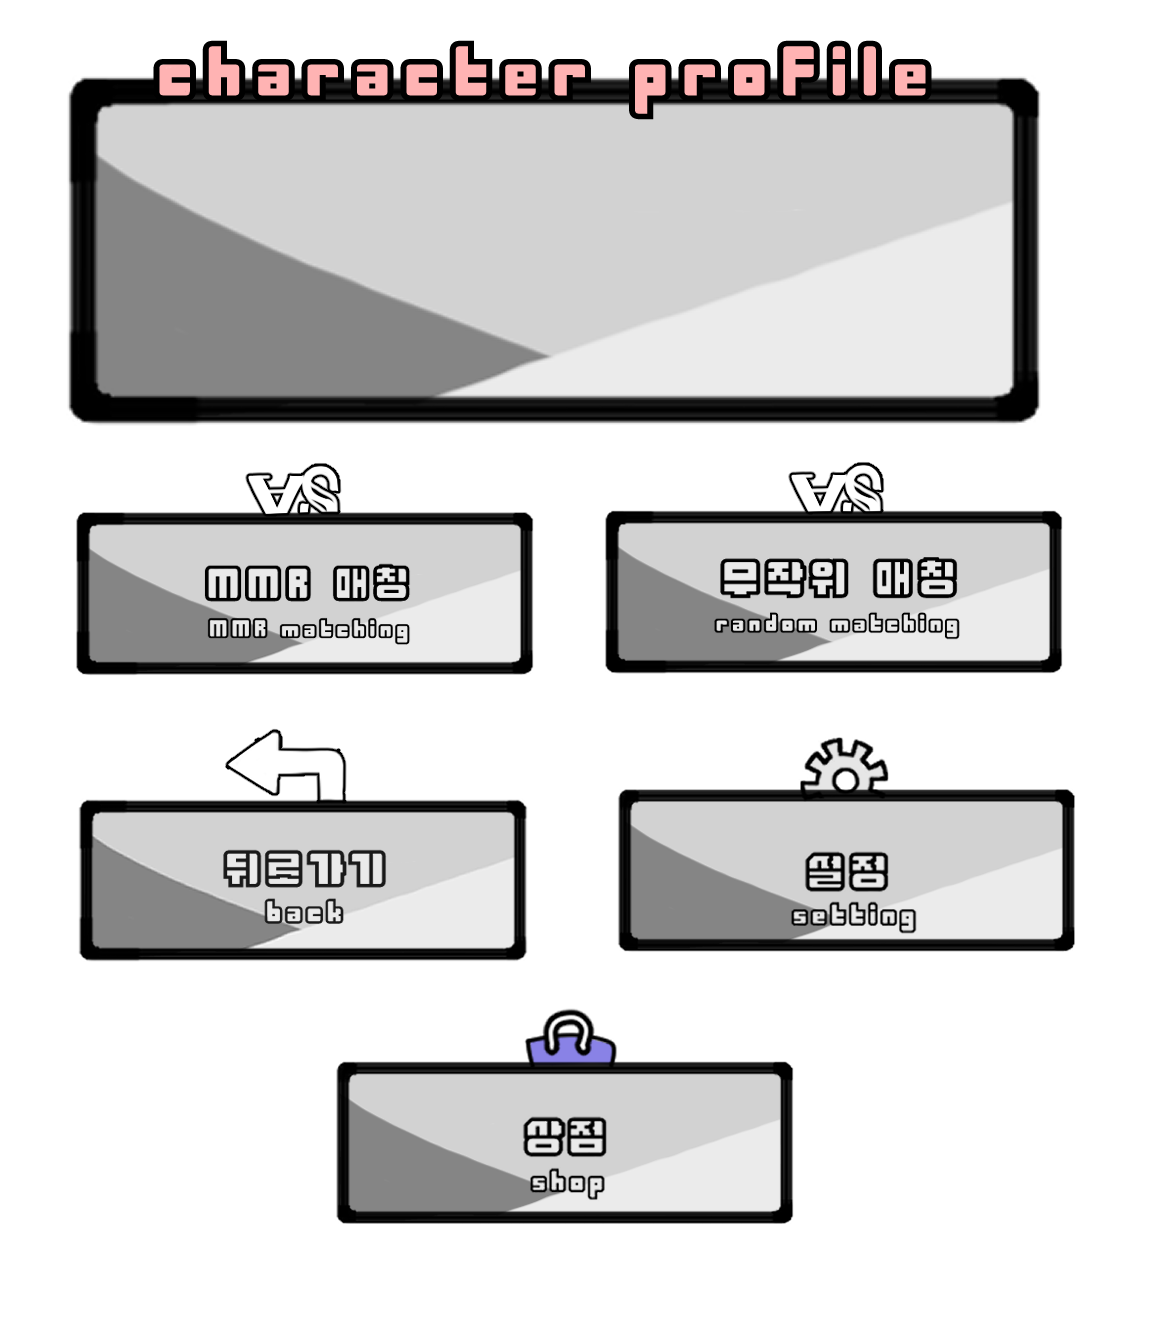 character profile
VS
VS
MMR 매칭
MMR matching
무작위 매칭
random matching
뒤로가기
back
설정
setting
상점
shop